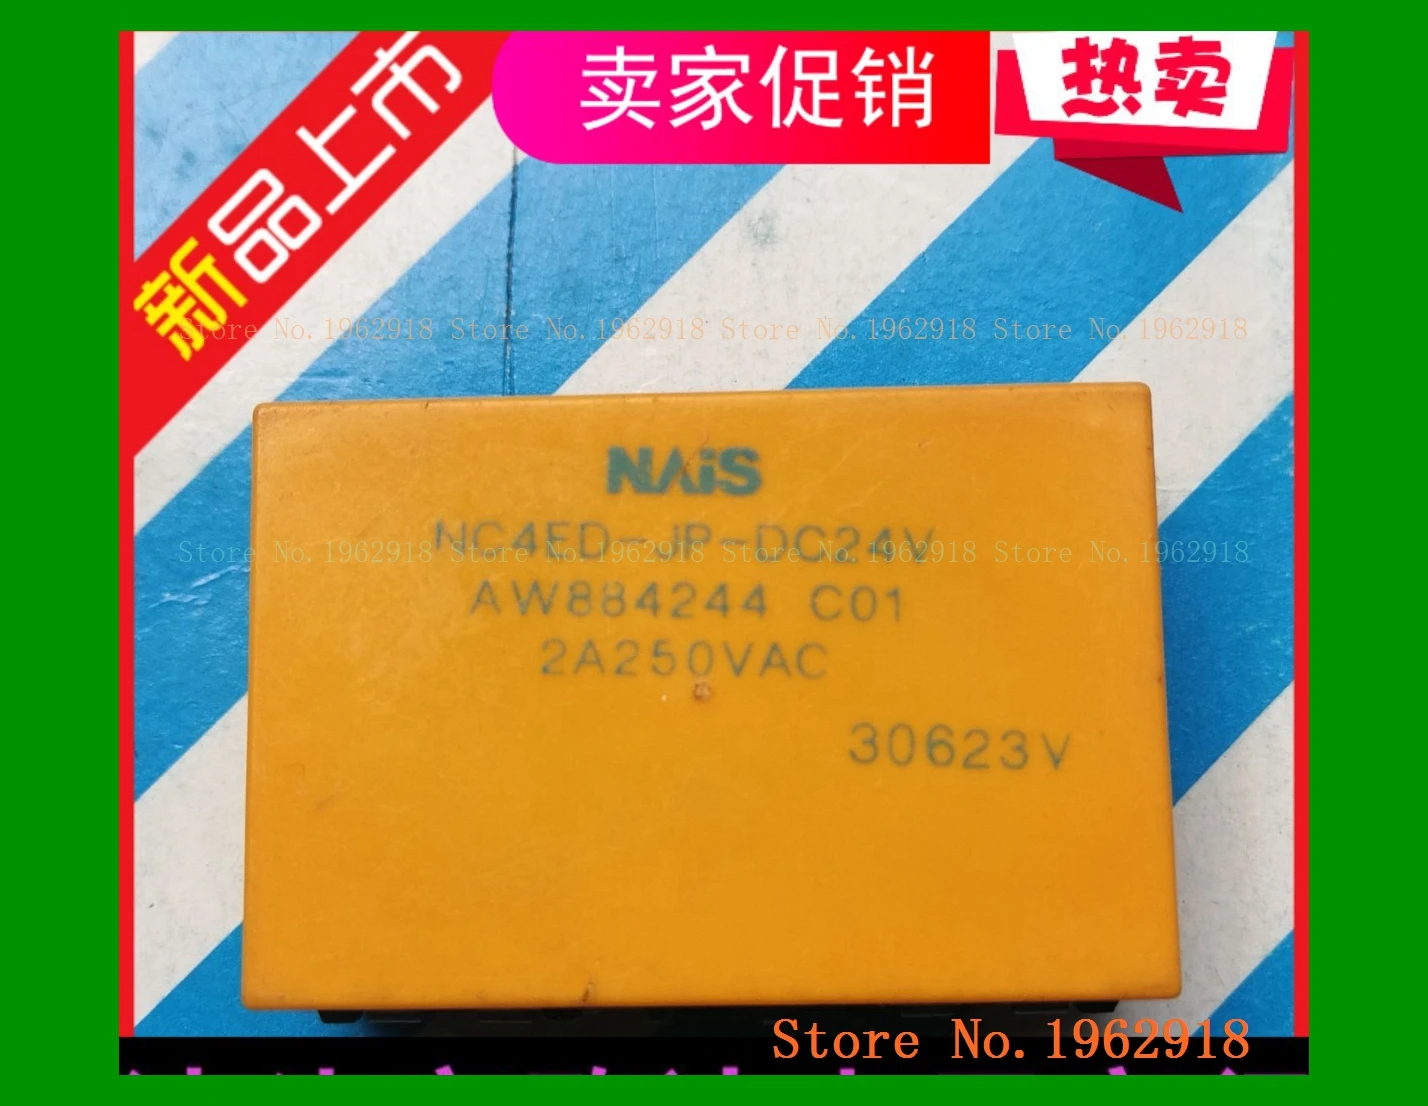 新品上市
卖家促销
热卖
Store No.1962918 Store No.1962918 Store No.1962918 Store No.1962918
NAiS
NC4ED-JP-DC24V
Store No.1962918 Store No.1962918 Store No.1962918 Store No.1962918
AW884244 C01
2A250VAC
30623V
Store No.1962918